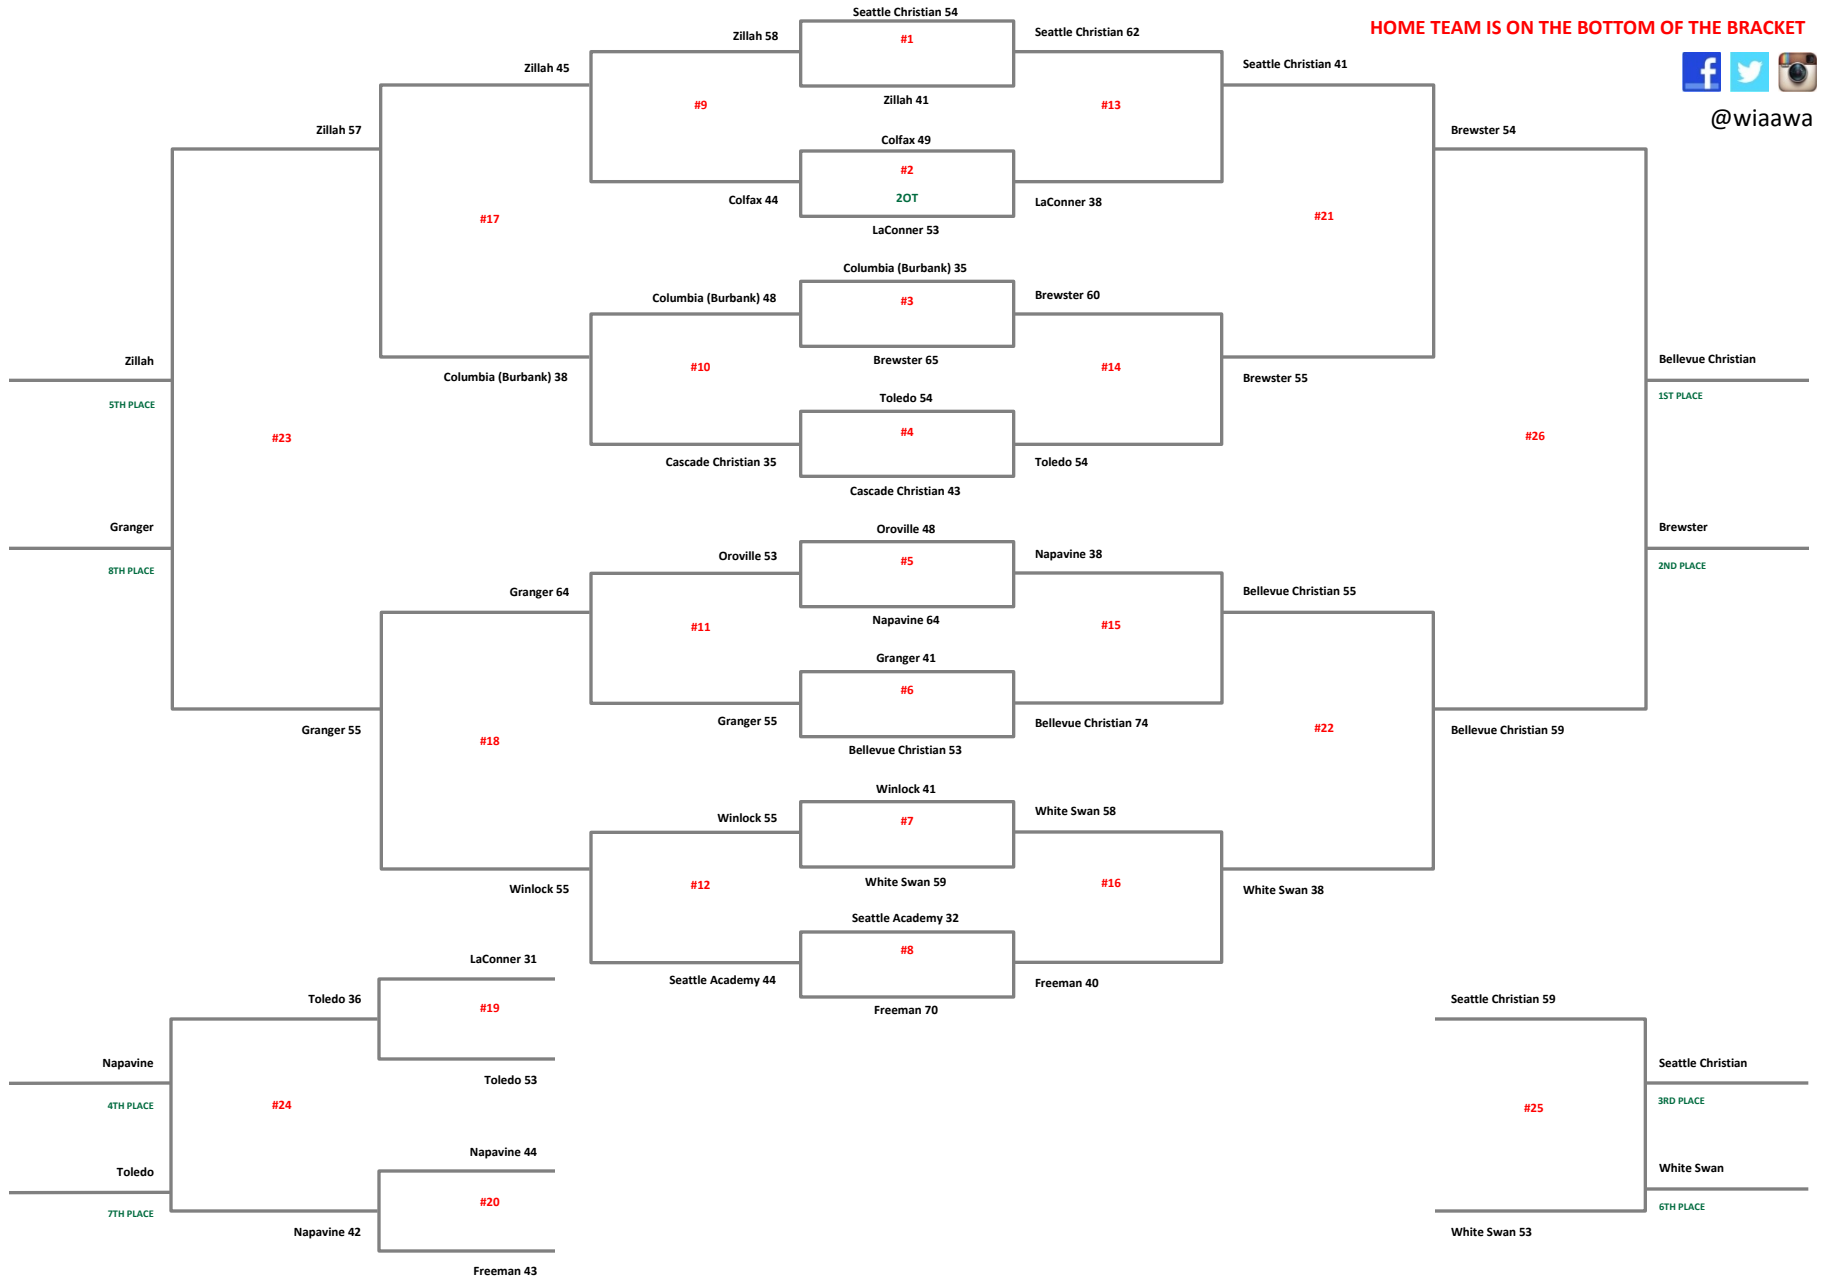 Seattle Christian 54
HOME TEAM IS ON THE BOTTOM OF THE BRACKET
Zillah 58
#1
Seattle Christian 62
Zillah 45
Seattle Christian 41
Zillah 41
#9
#13
@wiaawa
Zillah 57
Brewster 54
Colfax 49
#2
2OT
Colfax 44
LaConner 38
#17
#21
LaConner 53
Columbia (Burbank) 35
Columbia (Burbank) 48
#3
Brewster 60
Zillah
Brewster 65
Bellevue Christian
#10
#14
Columbia (Burbank) 38
Brewster 55
5TH PLACE
1ST PLACE
Toledo 54
#23
#4
#26
Cascade Christian 35
Toledo 54
Cascade Christian 43
Granger
Oroville 48
Brewster
Oroville 53
#5
Napavine 38
8TH PLACE
2ND PLACE
Granger 64
Bellevue Christian 55
Napavine 64
#11
#15
Granger 41
#6
Granger 55
Bellevue Christian 74
Granger 55
#18
#22
Bellevue Christian 59
Bellevue Christian 53
Winlock 41
Winlock 55
#7
White Swan 58
White Swan 59
#12
#16
Winlock 55
White Swan 38
Seattle Academy 32
#8
LaConner 31
Seattle Academy 44
Freeman 40
Toledo 36
#19
Freeman 70
Seattle Christian 59
Napavine
Seattle Christian
Toledo 53
4TH PLACE
#24
#25
3RD PLACE
Napavine 44
Toledo
White Swan
#20
7TH PLACE
6TH PLACE
Napavine 42
White Swan 53
Freeman 43